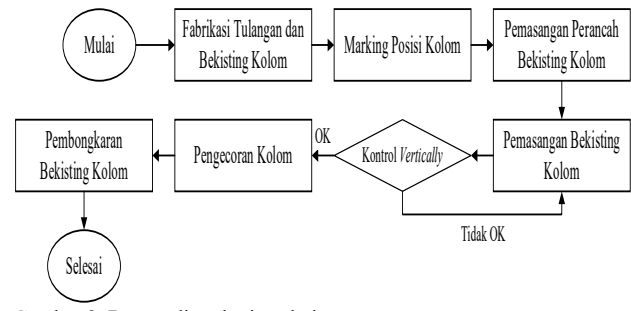 Mulai
Fabrikasi Tulangan dan
Bekisting Kolom
Marking Posisi Kolom
Pemasangan Perancah
Bekisting Kolom
Pemasangan Bekisting
Kolom
Kontrol Vertically
Tidak OK
OK
Pengecoran Kolom
Pembongkaran
Bekisting Kolom
Selesai